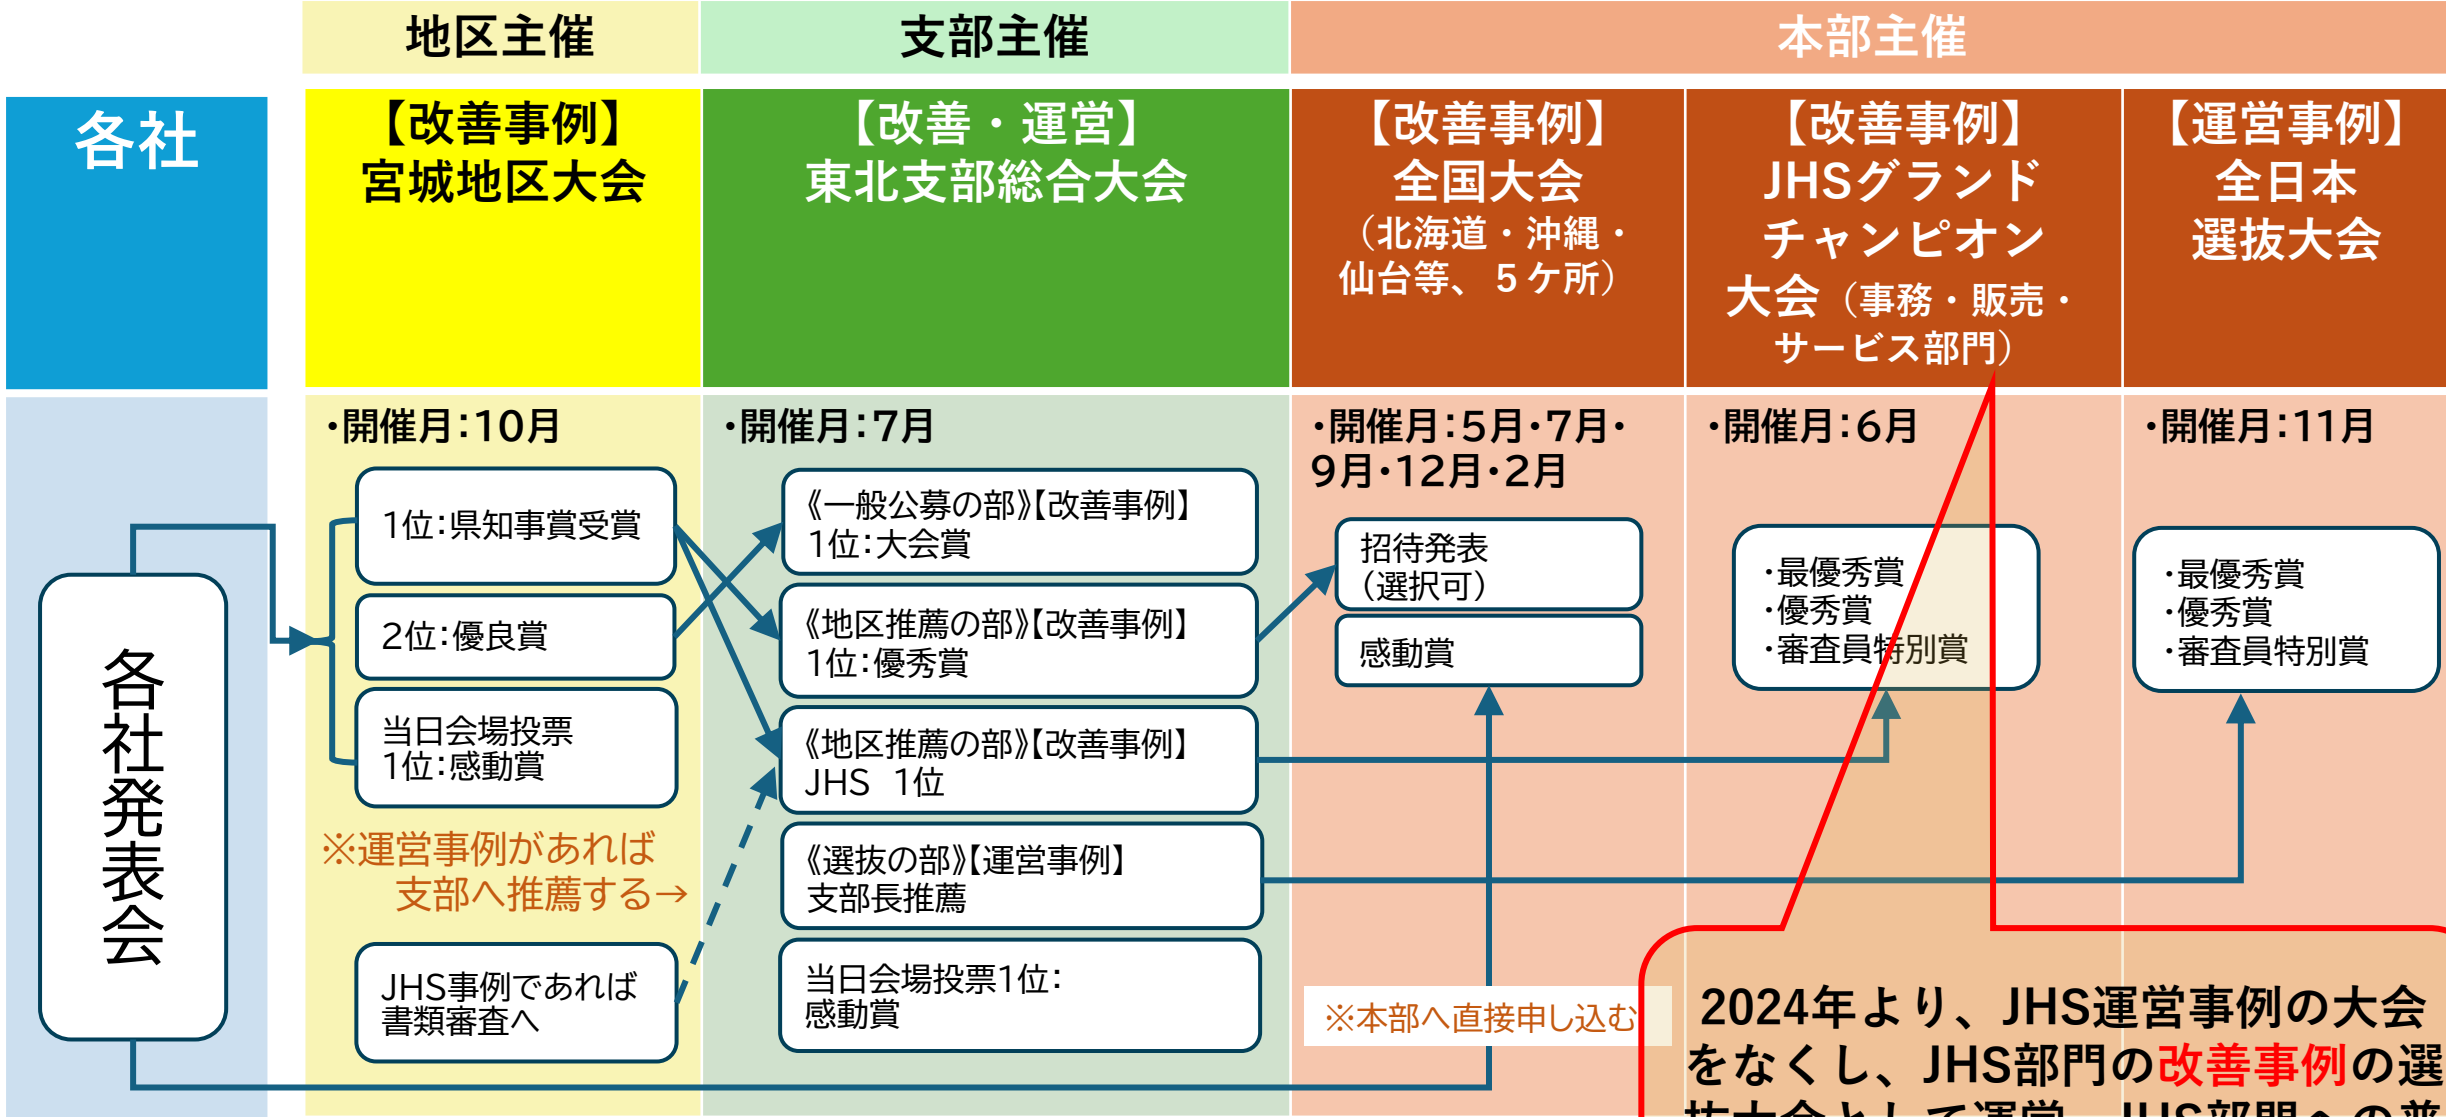 地区主催
支部主催
本部主催
各社
【改善事例】
宮城地区大会
【改善・運営】
東北支部総合大会
【改善事例】
全国大会
（北海道・沖縄・
仙台等、５ケ所）
【改善事例】
JHSグランド
チャンピオン
大会（事務・販売・
サービス部門）
【運営事例】
全日本
選抜大会
各社発表会
・開催月：10月
1位：県知事賞受賞
2位：優良賞
当日会場投票
1位：感動賞
※運営事例があれば
支部へ推薦する→
JHS事例であれば
書類審査へ
・開催月：7月
《一般公募の部》【改善事例】
1位：大会賞
《地区推薦の部》【改善事例】
1位：優秀賞
《地区推薦の部》【改善事例】
JHS　1位
《選抜の部》【運営事例】
支部長推薦
当日会場投票1位：
感動賞
・開催月：5月・7月・
9月・12月・2月
招待発表
（選択可）
感動賞
※本部へ直接申し込む
・開催月：6月
・最優秀賞
・優秀賞
・審査員特別賞
・開催月：11月
・最優秀賞
・優秀賞
・審査員特別賞
2024年より、JHS運営事例の大会
をなくし、JHS部門の改善事例の選
抜大会として運営。JHS部門への普